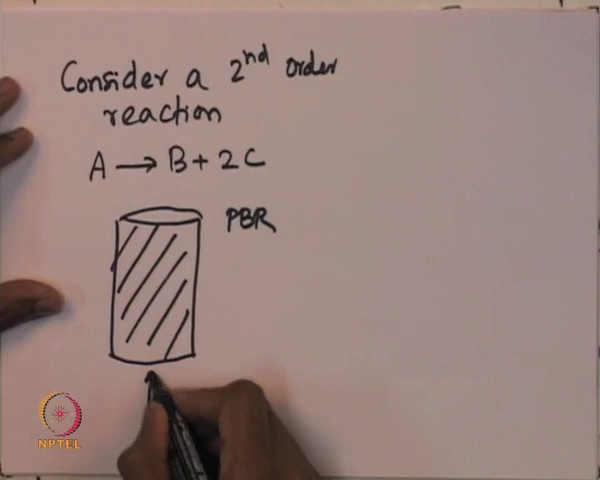 Consider a 2nd order
reaction
A → B + 2C
PBR
NPTEL